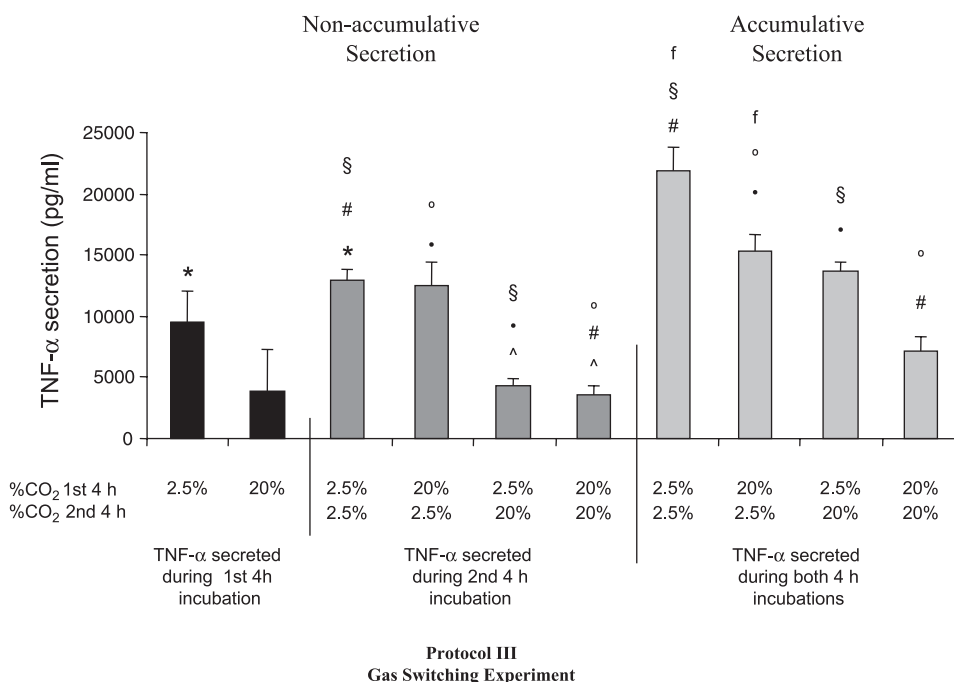 Non-accumulative
Secretion
Accumulative
Secretion
TNF-α secretion (pg/ml)
25000
20000
15000
10000
5000
0
*
§
#
*
o
•
§
•
^
o
#
^
f
§
#
f
o
•
§
•
o
#
%CO2 1st 4 h 2.5% 20% 2.5% 20% 2.5% 20% 2.5% 20% 2.5% 20%
%CO2 2nd 4 h 2.5% 2.5% 20% 20% 2.5% 2.5% 20% 20%
TNF-α secreted
during 1st 4h
incubation
TNF-α secreted
during 2nd 4 h
incubation
TNF-α secreted
during both 4 h
incubations
Protocol III
Gas Switching Experiment